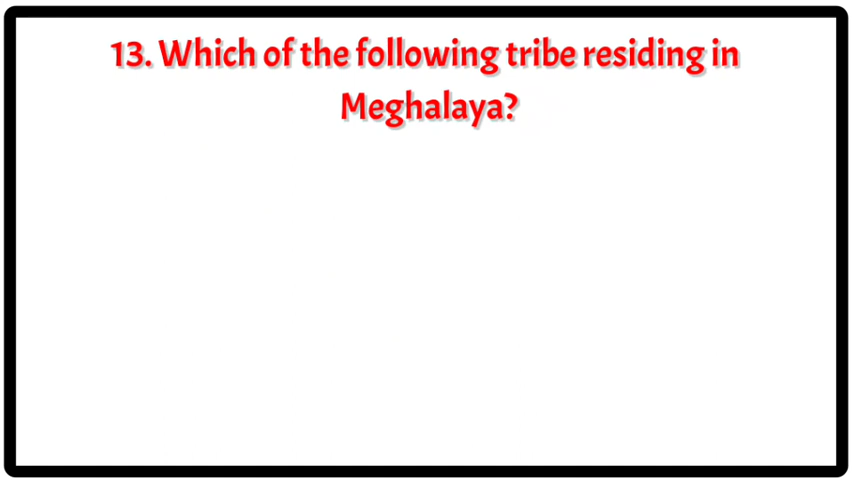 13. Which of the following tribe residing in
Meghalaya?